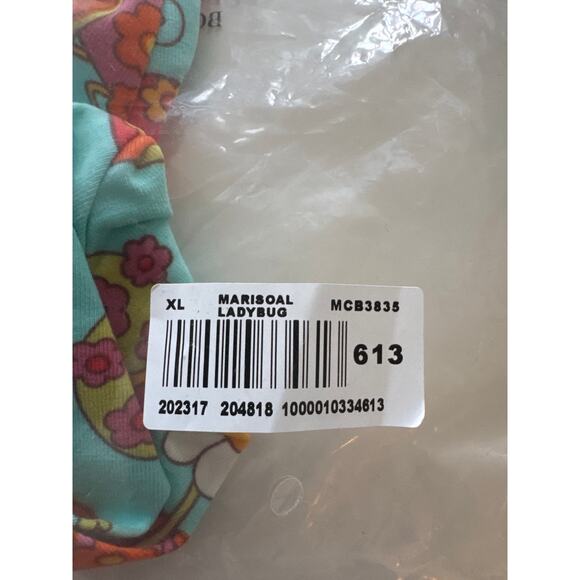 XL MARISOAL MCB3835
LADYBUG
613
202317 204818 1000010334613